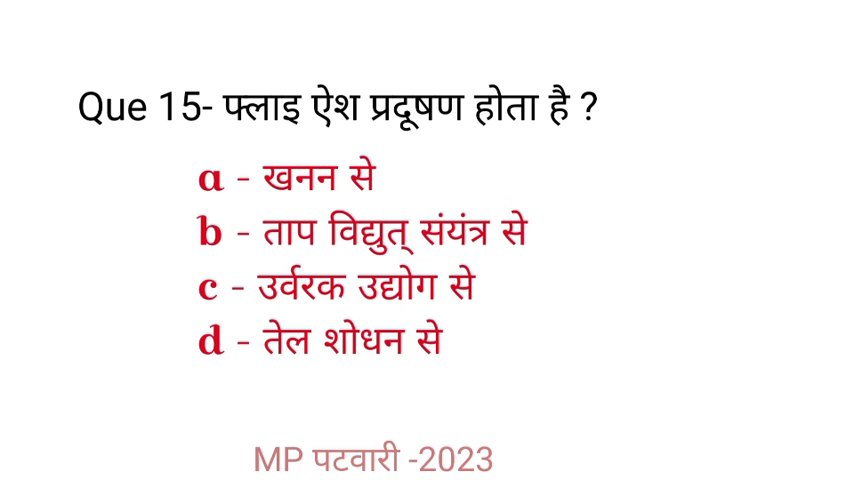 Que 15- फ्लाइ ऐश प्रदूषण होता है ?
a - खनन से
b - ताप विद्युत् संयंत्र से
c - उर्वरक उद्योग से
d - तेल शोधन से
MP पटवारी -2023